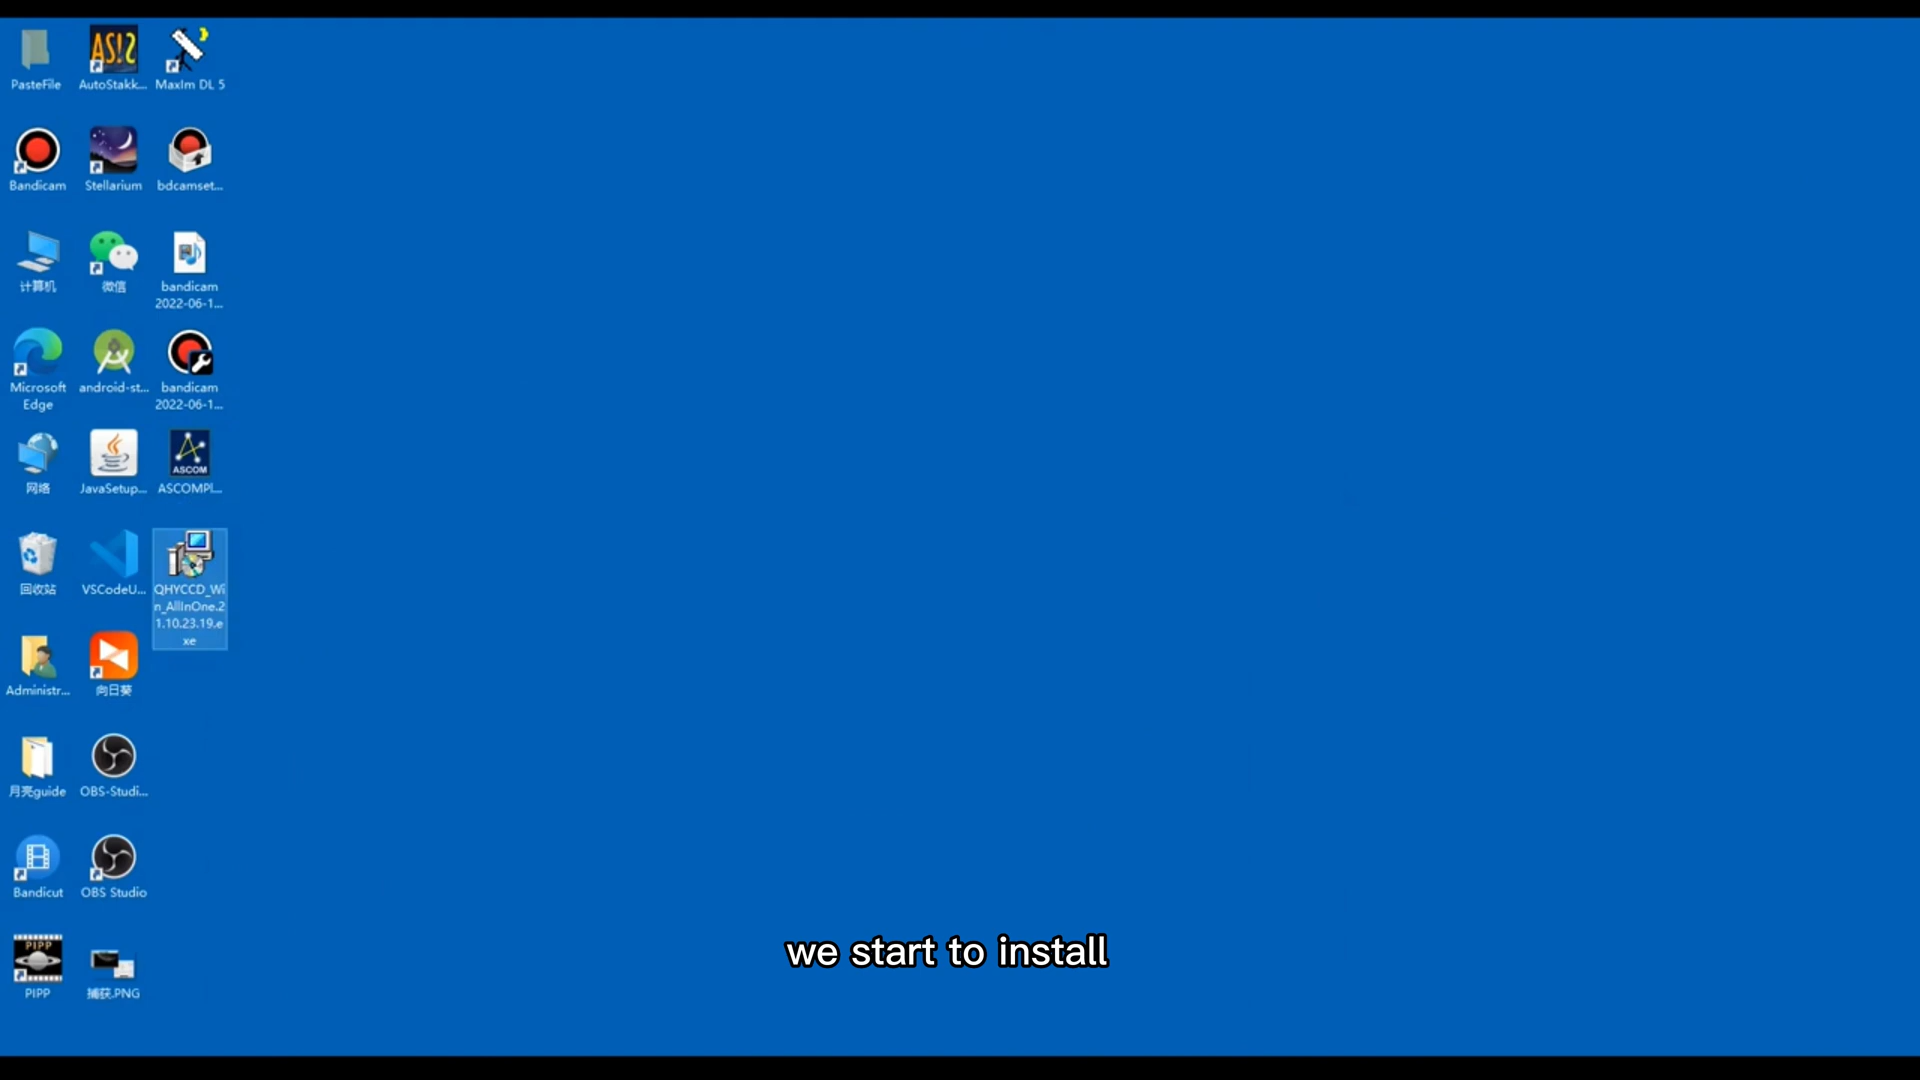 PasteFile
AutoStakk...
MaxIm DL 5
Bandicam
Stellarium
bdcamset...
计算机
微信
bandicam
2022-06-1...
Microsoft
Edge
android-st...
bandicam
2022-06-1...
网络
JavaSetup...
ASCOM
ASCOMPl...
回收站
VSCodeU...
QHYCCD_Wi
n_AllInOne.2
1.10.23.19.e
xe
Administr...
向日葵
月亮guide
OBS-Studi...
Bandicut
OBS Studio
PIPP
PIPP
捕获.PNG
we start to install